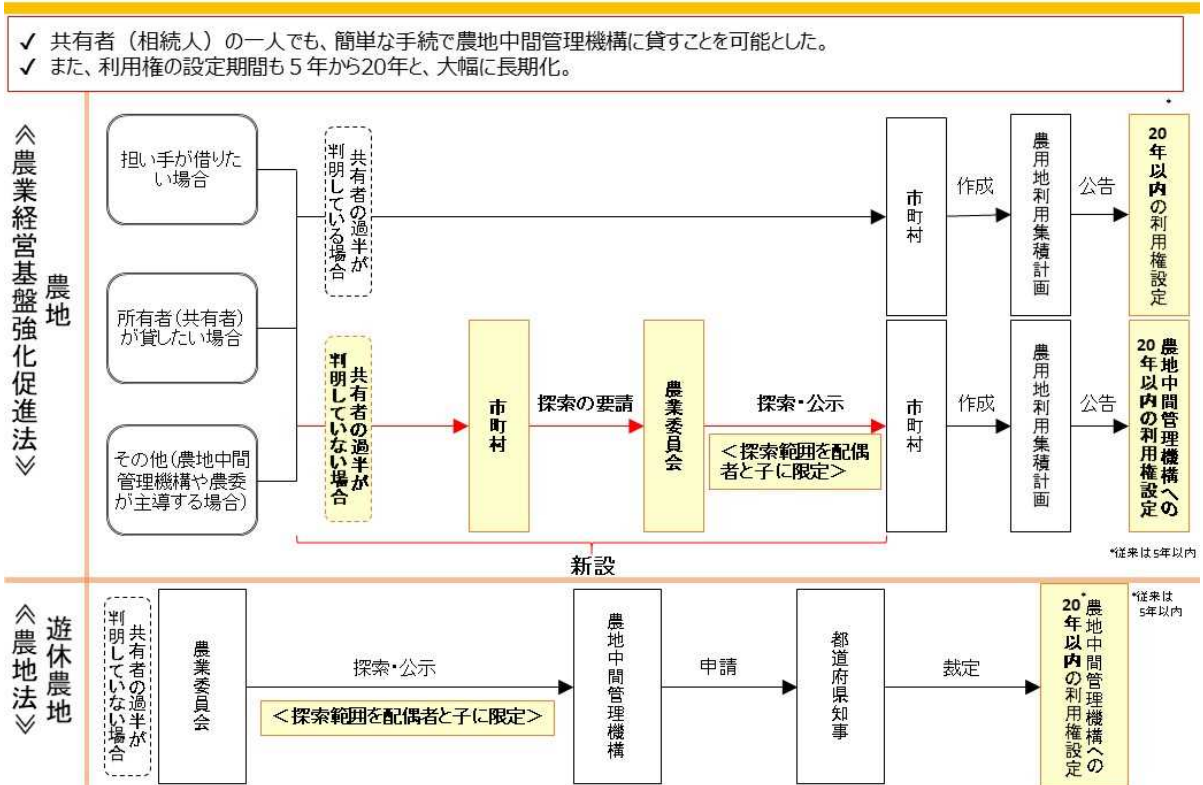 ✓ 共有者（相続人）の一人でも、簡単な手続で農地中間管理機構に貸すことを可能とした。
✓ また、利用権の設定期間も５年から20年と、大幅に長期化。
農地
≪農業経営基盤強化促進法≫
担い手が借りた
い場合
所有者(共有者)
が貸したい場合
その他(農地中間
管理機構や農委
が主導する場合)
共有者の過半が
判明している場合
市町村
作成
農用地利用集積計画
公告
*
20年以内の利用権設定
共有者の過半が
判明していない場合
市町村
探索の要請
農業委員会
探索・公示
＜探索範囲を配偶
者と子に限定＞
市町村
作成
農用地利用集積計画
公告
農地中間管理機構への
20年以内の利用権設定
*従来は5年以内
新設
遊休農地
≪農地法≫
共有者の過半が
判明していない場合
農業委員会
探索・公示
＜探索範囲を配偶者と子に限定＞
農地中間管理機構
申請
都道府県知事
裁定
*
農地中間管理機構への
20年以内の利用権設定
*従来は
5年以内